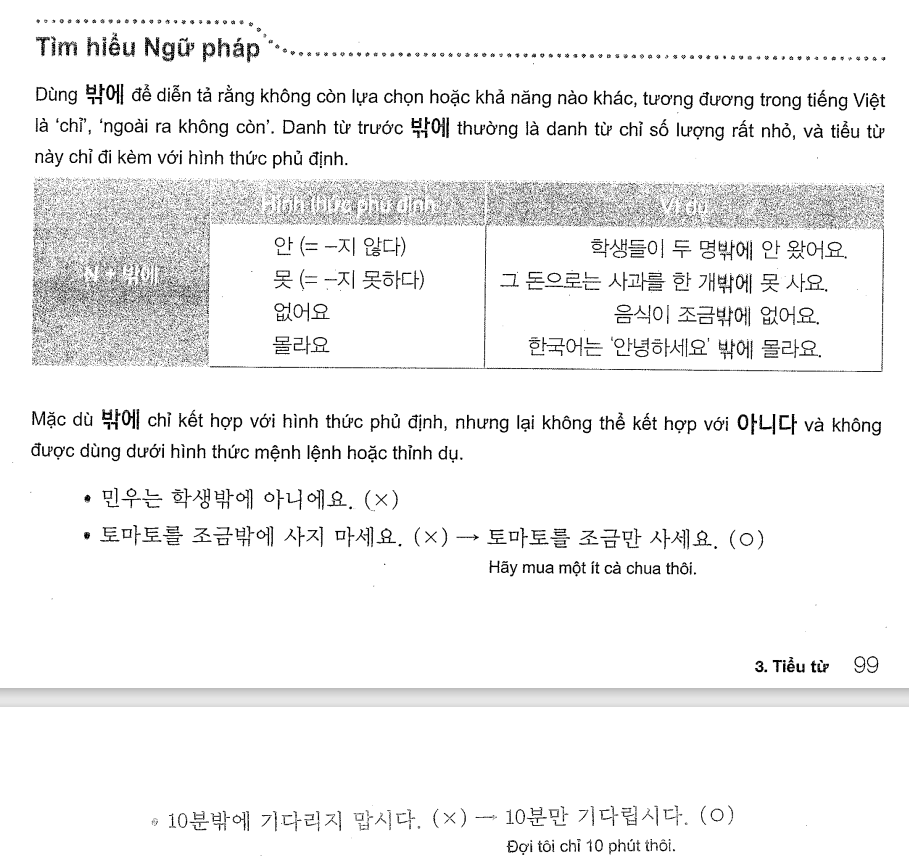 Tìm hiểu Ngữ pháp
Dùng 밖에 để diễn tả rằng không còn lựa chọn hoặc khả năng nào khác, tương đương trong tiếng Việt
là ‘chỉ’, ‘ngoài ra không còn’. Danh từ trước 밖에 thường là danh từ chỉ số lượng rất nhỏ, và tiểu từ
này chỉ đi kèm với hình thức phủ định.
Hình thức phủ định Ví dụ
N + 밖에
안 (= –지 않다) 학생들이 두 명밖에 안 왔어요.
못 (= –지 못하다) 그 돈으로는 사과를 한 개밖에 못 사요.
없어요 음식이 조금밖에 없어요.
몰라요 한국어는 ‘안녕하세요’ 밖에 몰라요.
Mặc dù 밖에 chỉ kết hợp với hình thức phủ định, nhưng lại không thể kết hợp với 아니다 và không
được dùng dưới hình thức mệnh lệnh hoặc thỉnh dụ.
• 민우는 학생밖에 아니에요. (×)
• 토마토를 조금밖에 사지 마세요. (×) → 토마토를 조금만 사세요. (○)
Hãy mua một ít cà chua thôi.
3. Tiểu từ 99
• 10분밖에 기다리지 맙시다. (×) → 10분만 기다립시다. (○)
Đợi tôi chỉ 10 phút thôi.